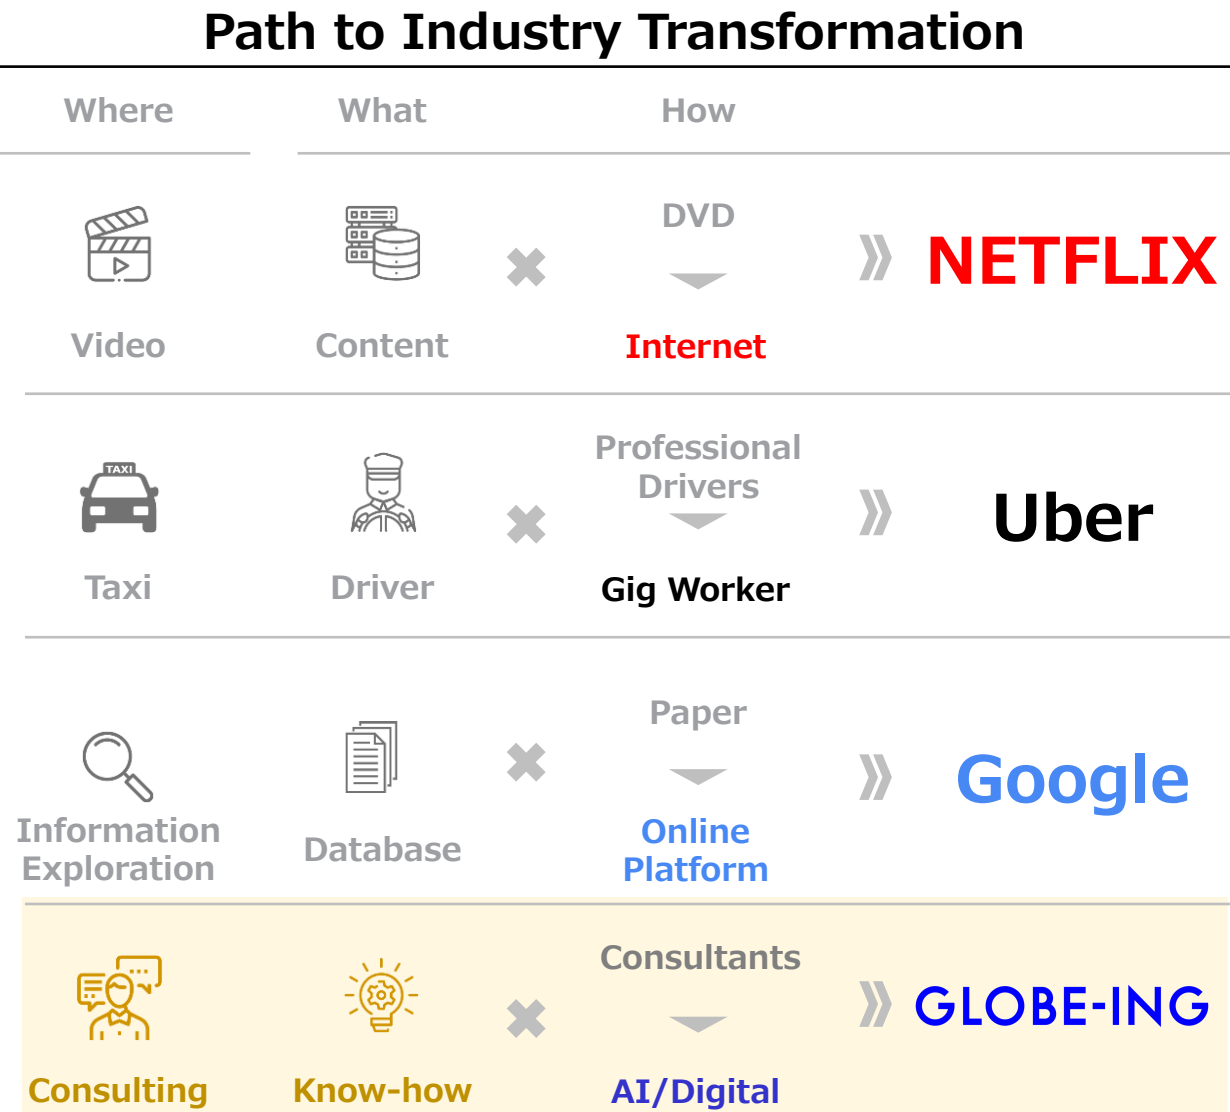 Path to Industry Transformation
Where
What
How
DVD
NETFLIX
Video
Content
Internet
Professional
Drivers
TAXI
Uber
Taxi
Driver
Gig Worker
Paper
Google
Information
Exploration
Database
Online
Platform
Consultants
GLOBE-ING
Consulting
Know-how
AI/Digital